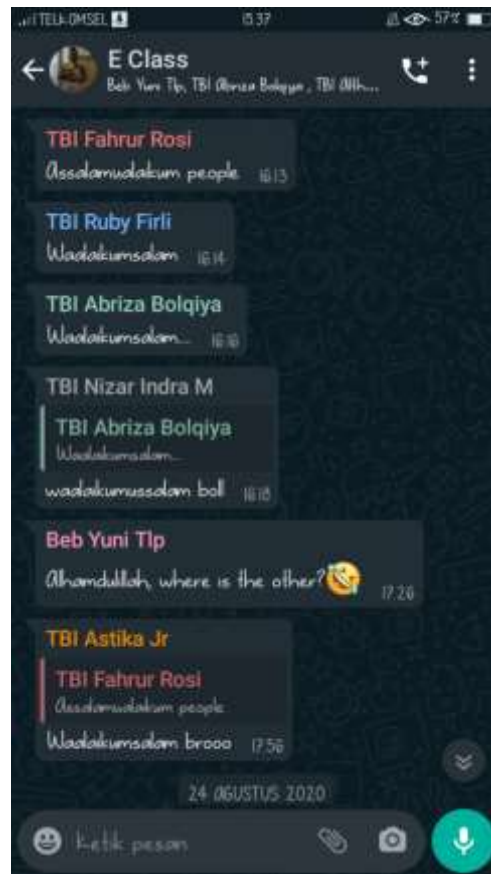 TELKOMSEL 15.37 57%
E Class
Beb Yuni Tlp, TBI Abriza Bolqiya, TBI Alfh...
TBI Fahrur Rosi
Assalamualaikum people 16.13
TBI Ruby Firli
Waalaikumsalam 16.14
TBI Abriza Bolqiya
Waalaikumsalam... 16.16
TBI Nizar Indra M
TBI Abriza Bolqiya
Waalaikumsalam...
waalaikumussalam boll 16.18
Beb Yuni Tlp
Alhamdulillah, where is the other? 17.26
TBI Astika Jr
TBI Fahrur Rosi
Assalamualaikum people
Waalaikumsalam brooo 17.56
24 AGUSTUS 2020
Ketik pesan